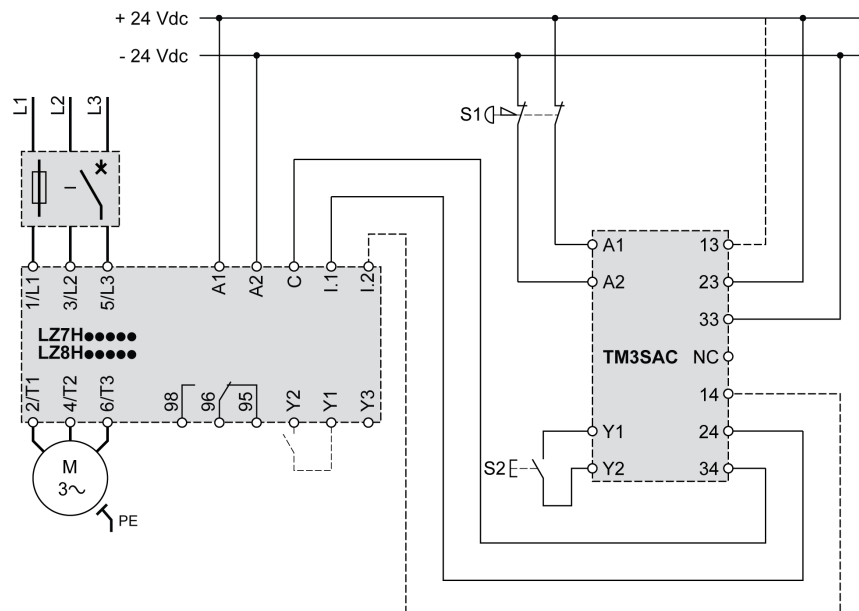 + 24 Vdc
- 24 Vdc
L1 L2 L3
S1
A1 A2 C I.1 I.2
1/L1 3/L2 5/L3
LZ7H●●●●●
LZ8H●●●●●
2/T1 4/T2 6/T3 98 96 95 Y2 Y1 Y3
M
3~
PE
A1 13
A2 23
33
TM3SAC NC
14
Y1 24
S2 Y2 34